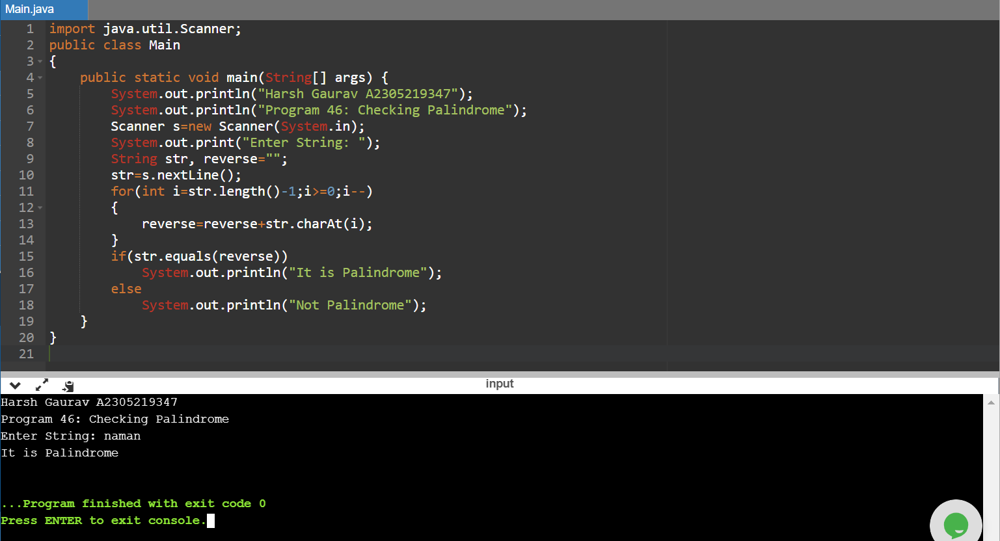 Main.java
1 import java.util.Scanner;
2 public class Main
3 {
4     public static void main(String[] args) {
5         System.out.println("Harsh Gaurav A2305219347");
6         System.out.println("Program 46: Checking Palindrome");
7         Scanner s=new Scanner(System.in);
8         System.out.print("Enter String: ");
9         String str, reverse="";
10         str=s.nextLine();
11         for(int i=str.length()-1;i>=0;i--)
12         {
13             reverse=reverse+str.charAt(i);
14         }
15         if(str.equals(reverse))
16             System.out.println("It is Palindrome");
17         else
18             System.out.println("Not Palindrome");
19     }
20 }
21
input
Harsh Gaurav A2305219347
Program 46: Checking Palindrome
Enter String: naman
It is Palindrome
...Program finished with exit code 0
Press ENTER to exit console.